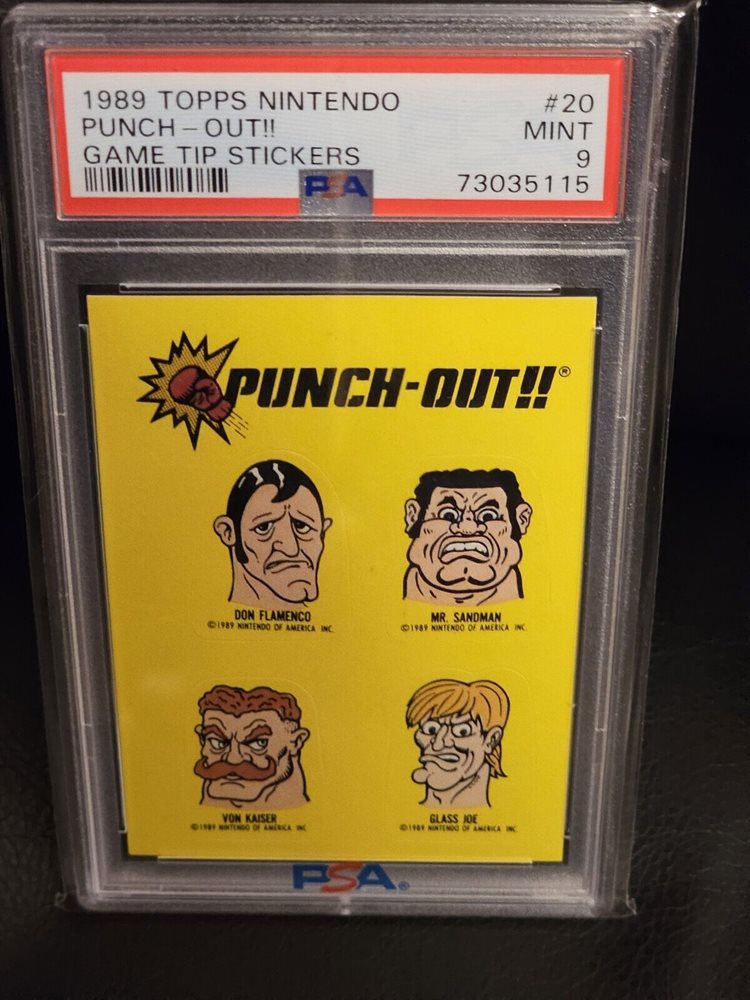 1989 TOPPS NINTENDO #20
PUNCH-OUT!! MINT
GAME TIP STICKERS 9
PSA 73035115
PUNCH-OUT!!®
DON FLAMENCO
©1989 NINTENDO OF AMERICA INC.
MR. SANDMAN
©1989 NINTENDO OF AMERICA INC.
VON KAISER
©1989 NINTENDO OF AMERICA INC.
GLASS JOE
©1989 NINTENDO OF AMERICA INC.
PSA®